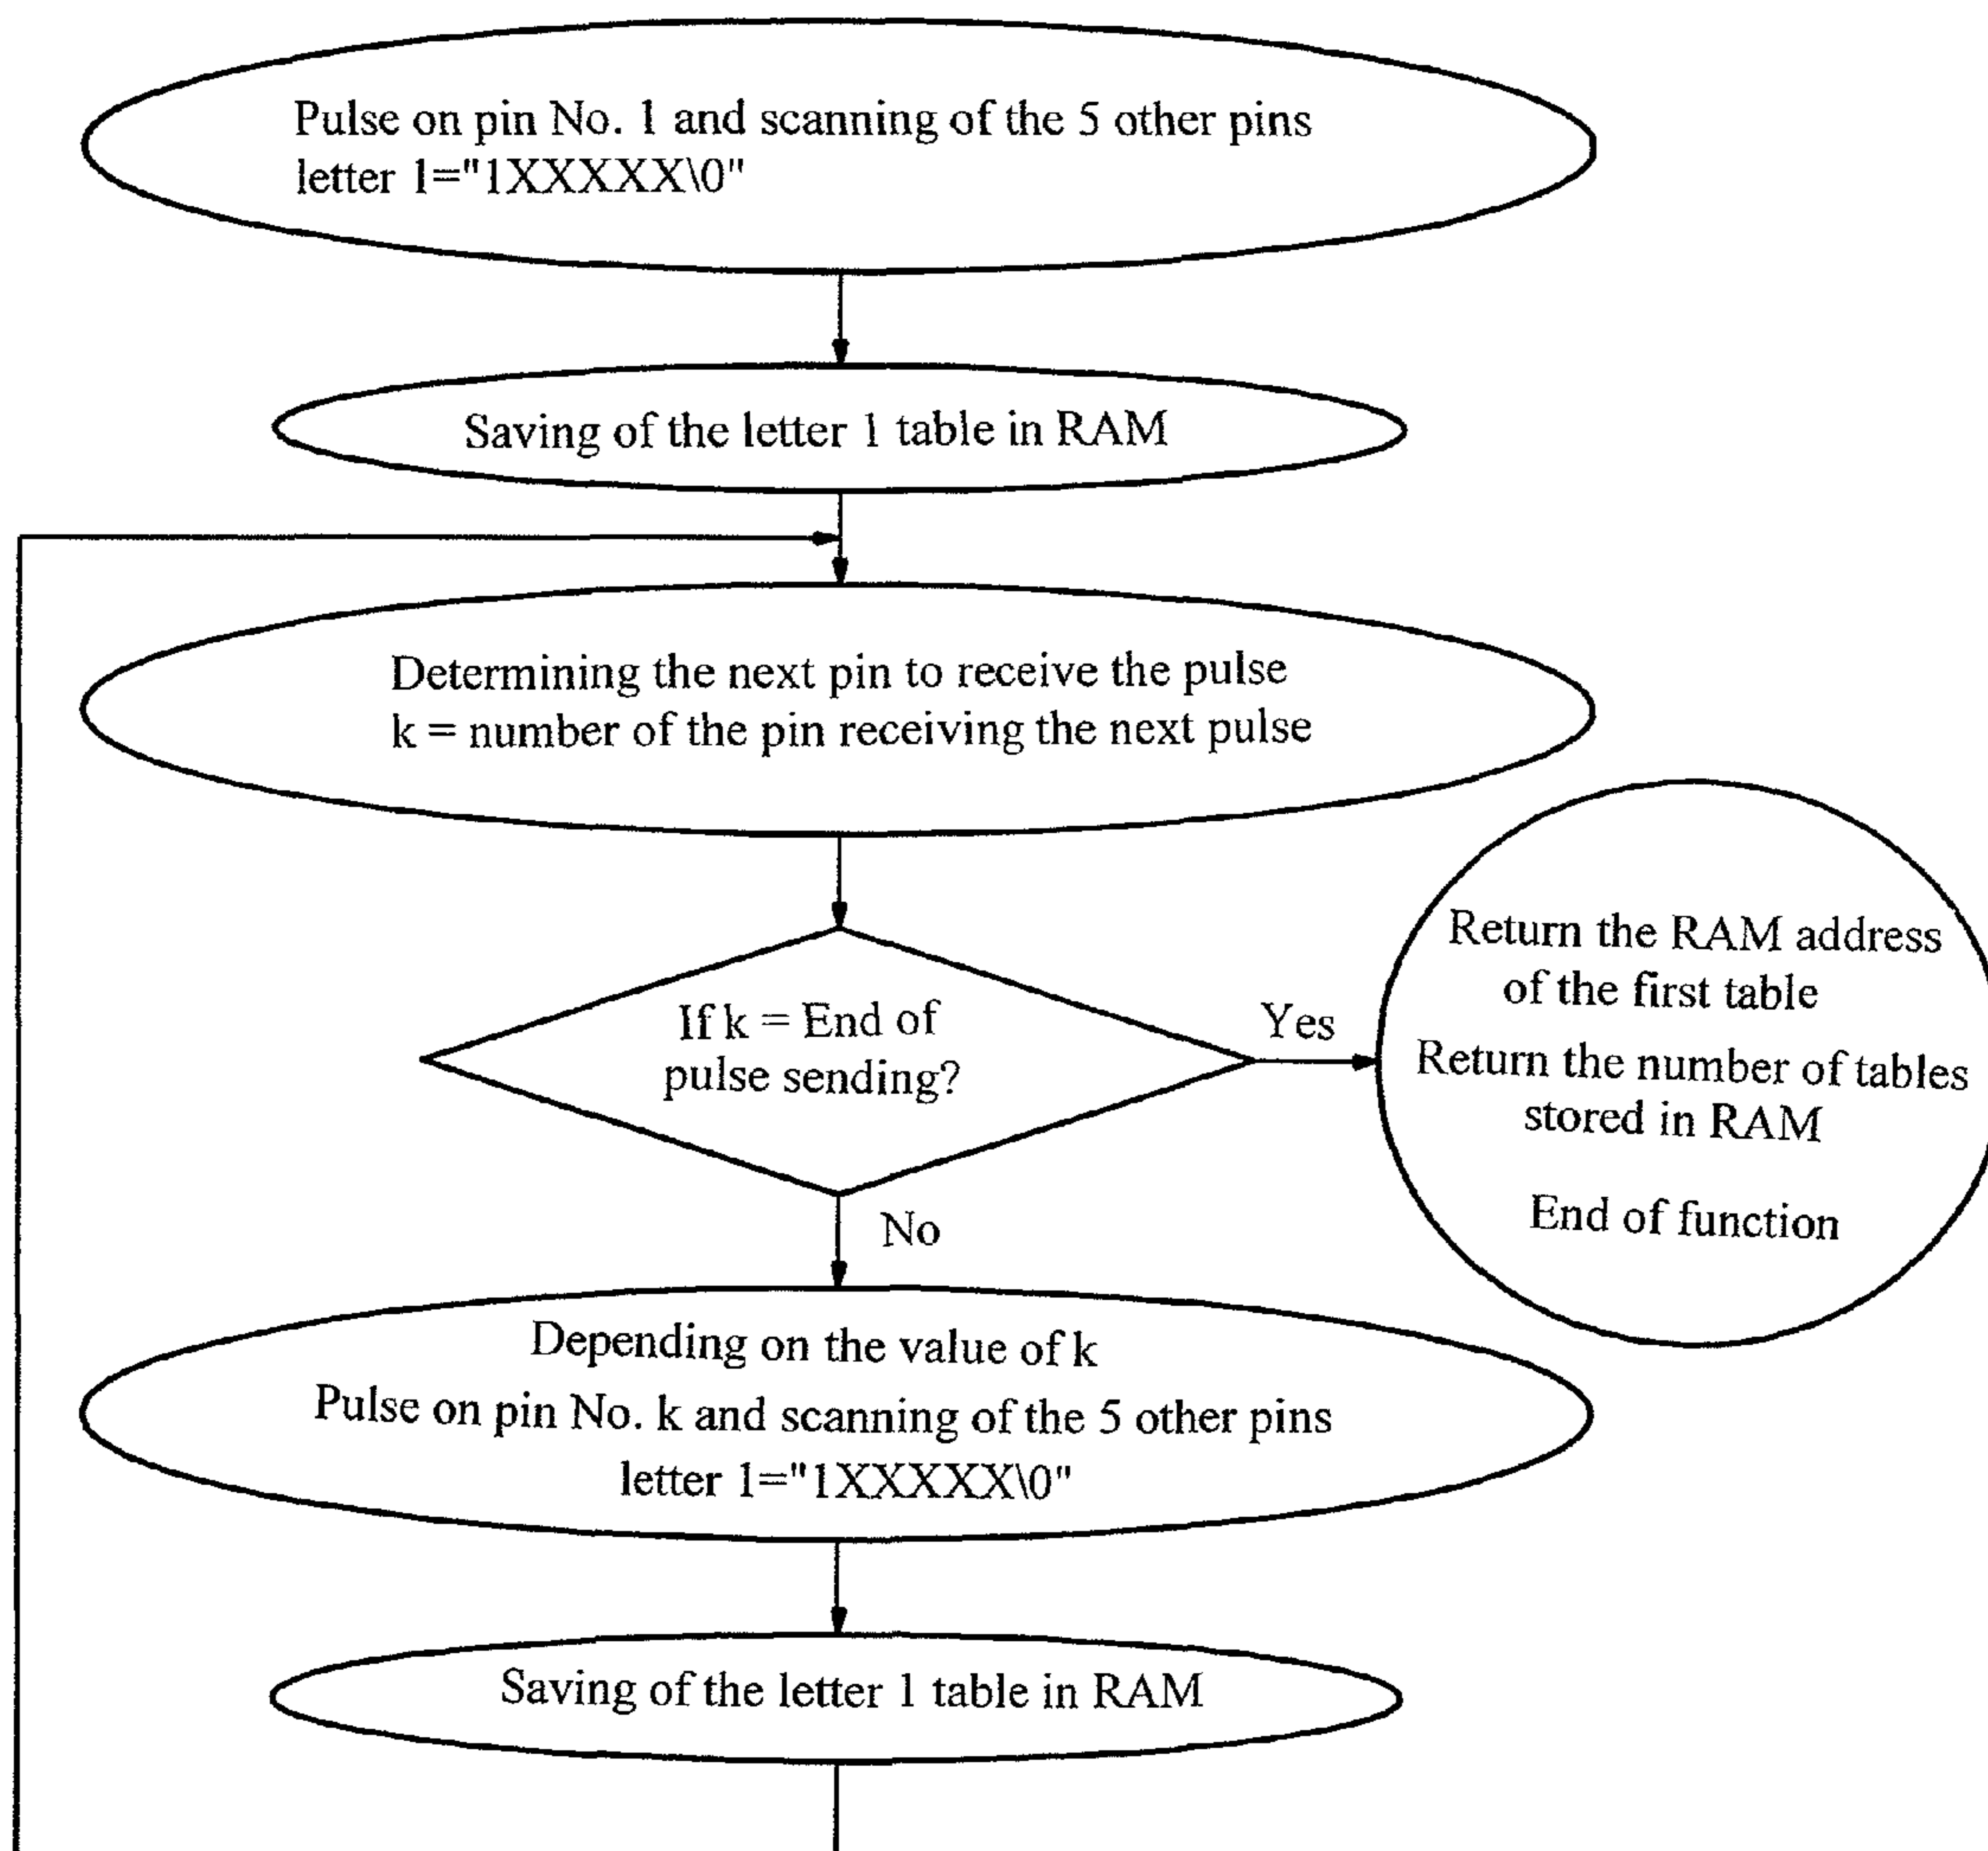 Pulse on pin No. 1 and scanning of the 5 other pins
letter 1="1XXXXX\0"
Saving of the letter 1 table in RAM
Determining the next pin to receive the pulse
k = number of the pin receiving the next pulse
If k = End of
pulse sending?
Yes
Return the RAM address
of the first table
Return the number of tables
stored in RAM
End of function
No
Depending on the value of k
Pulse on pin No. k and scanning of the 5 other pins
letter 1="1XXXXX\0"
Saving of the letter 1 table in RAM